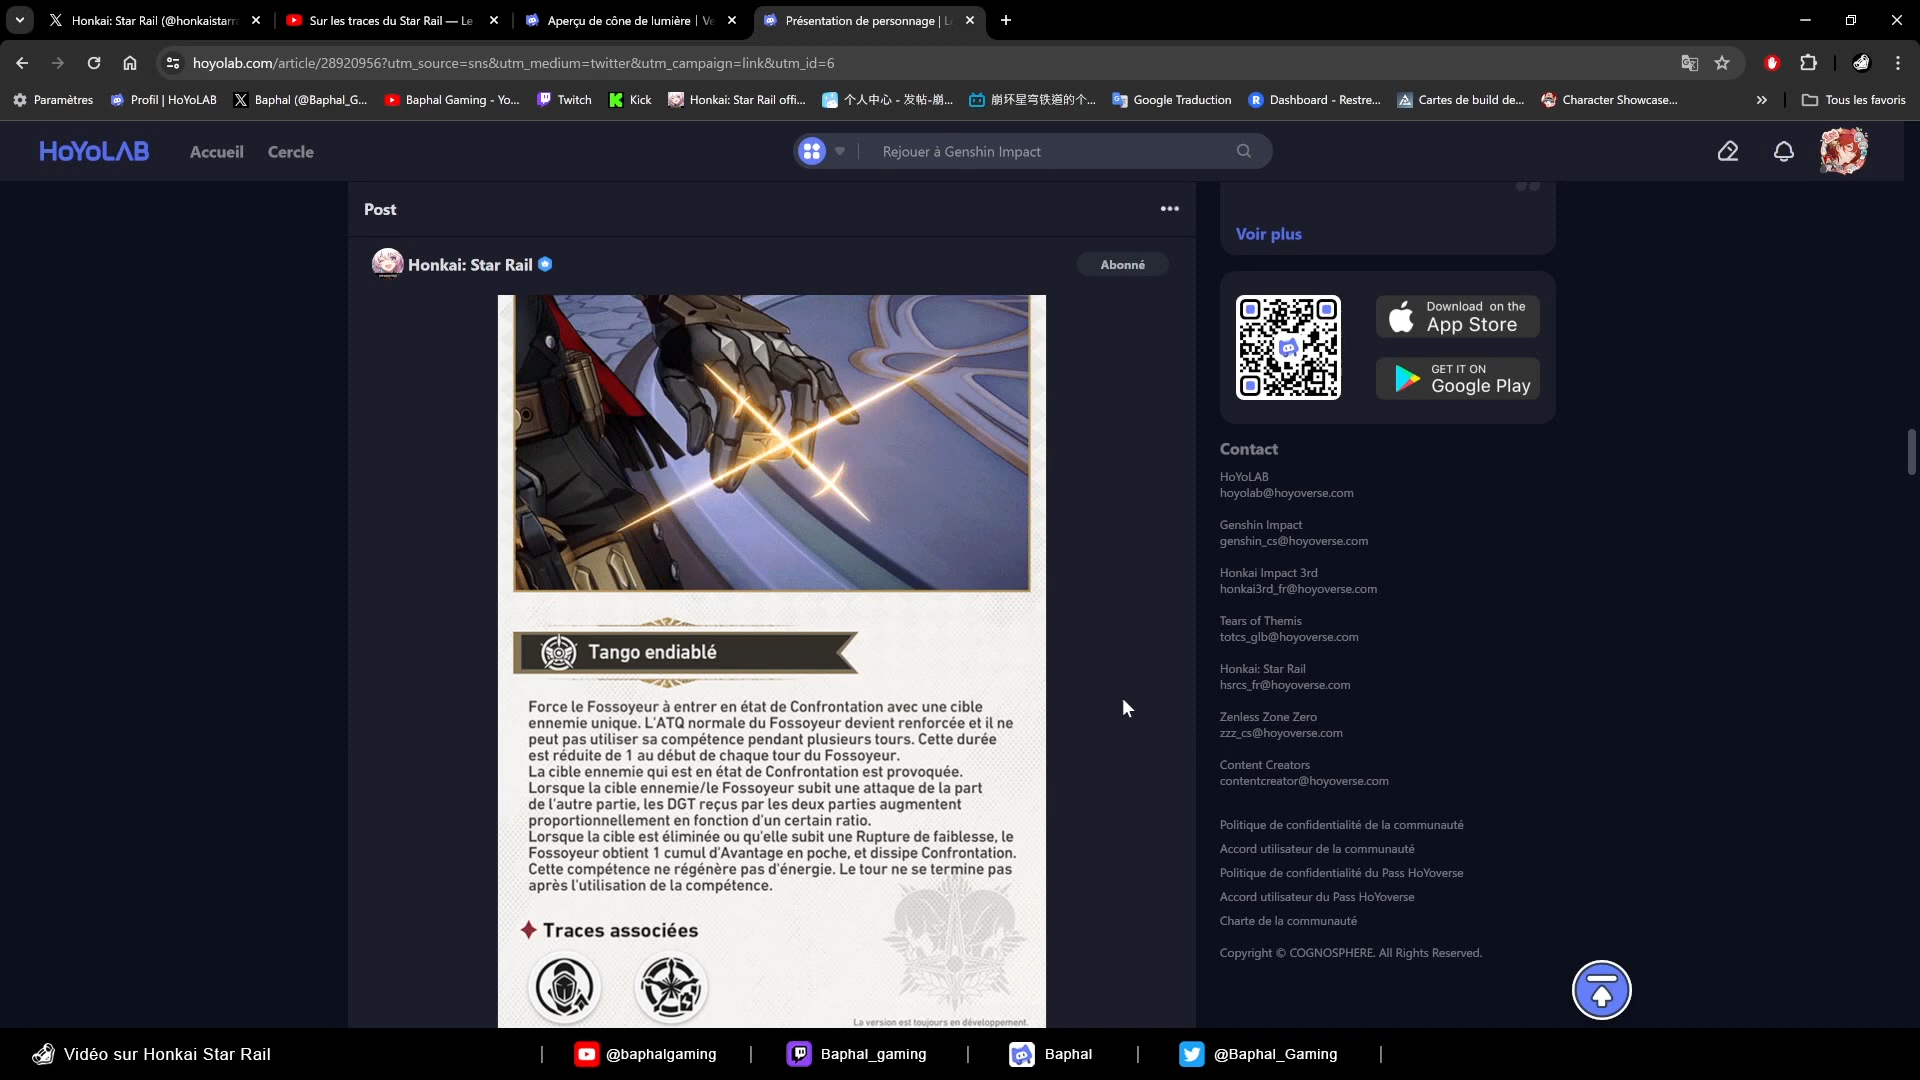 Honkai: Star Rail (@honkaistarra
Sur les traces du Star Rail — Le
Aperçu de cône de lumière | Ve
Présentation de personnage | L
hoyolab.com/article/28920956?utm_source=sns&utm_medium=twitter&utm_campaign=link&utm_id=6
Paramètres
Profil | HoYoLAB
Baphal (@Baphal_G...
Baphal Gaming - Yo...
Twitch
Kick
Honkai: Star Rail offi...
个人中心 - 发帖-崩...
崩坏星穹铁道的个...
Google Traduction
Dashboard - Restre...
Cartes de build de...
Character Showcase...
Tous les favoris
HoYoLAB
Accueil
Cercle
Rejouer à Genshin Impact
Post
Honkai: Star Rail
Abonné
Tango endiablé
Force le Fossoyeur à entrer en état de Confrontation avec une cible
ennemie unique. L'ATQ normale du Fossoyeur devient renforcée et il ne
peut pas utiliser sa compétence pendant plusieurs tours. Cette durée
est réduite de 1 au début de chaque tour du Fossoyeur.
La cible ennemie qui est en état de Confrontation est provoquée.
Lorsque la cible ennemie/le Fossoyeur subit une attaque de la part
de l'autre partie, les DGT reçus par les deux parties augmentent
proportionnellement en fonction d'un certain ratio.
Lorsque la cible est éliminée ou qu'elle subit une Rupture de faiblesse, le
Fossoyeur obtient 1 cumul d'Avantage en poche, et dissipe Confrontation.
Cette compétence ne régénère pas d'énergie. Le tour ne se termine pas
après l'utilisation de la compétence.
Traces associées
La version est toujours en développement.
Voir plus
Download on the
App Store
GET IT ON
Google Play
Contact
HoYoLAB
hoyolab@hoyoverse.com
Genshin Impact
genshin_cs@hoyoverse.com
Honkai Impact 3rd
honkai3rd_fr@hoyoverse.com
Tears of Themis
totcs_glb@hoyoverse.com
Honkai: Star Rail
hsrcs_fr@hoyoverse.com
Zenless Zone Zero
zzz_cs@hoyoverse.com
Content Creators
contentcreator@hoyoverse.com
Politique de confidentialité de la communauté
Accord utilisateur de la communauté
Politique de confidentialité du Pass HoYoverse
Accord utilisateur du Pass HoYoverse
Charte de la communauté
Copyright © COGNOSPHERE. All Rights Reserved.
Vidéo sur Honkai Star Rail
@baphalgaming
Baphal_gaming
Baphal
@Baphal_Gaming